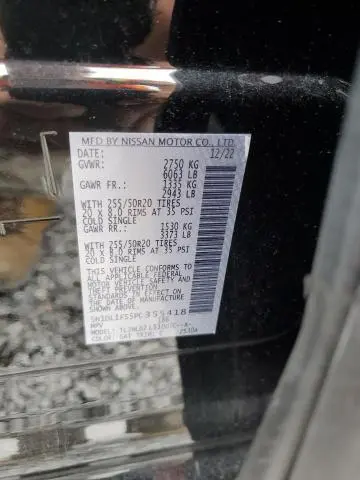 MFD BY NISSAN MOTOR CO., LTD.
DATE: 12/22
GVWR: 2750 KG
6063 LB
GAWR FR.: 1335 KG
2943 LB
WITH 255/50R20 TIRES
20 X 8.0 RIMS AT 35 PSI
COLD SINGLE
GAWR RR.: 1530 KG
3373 LB
WITH 255/50R20 TIRES
20 X 8.0 RIMS AT 35 PSI
COLD SINGLE
THIS VEHICLE CONFORMS TO
ALL APPLICABLE FEDERAL
MOTOR VEHICLE SAFETY AND
THEFT PREVENTION
STANDARDS IN EFFECT ON
THE DATE OF MANUFACTURE
SHOWN ABOVE.
355418
MPV
MODEL:
COLOR: TRIM: